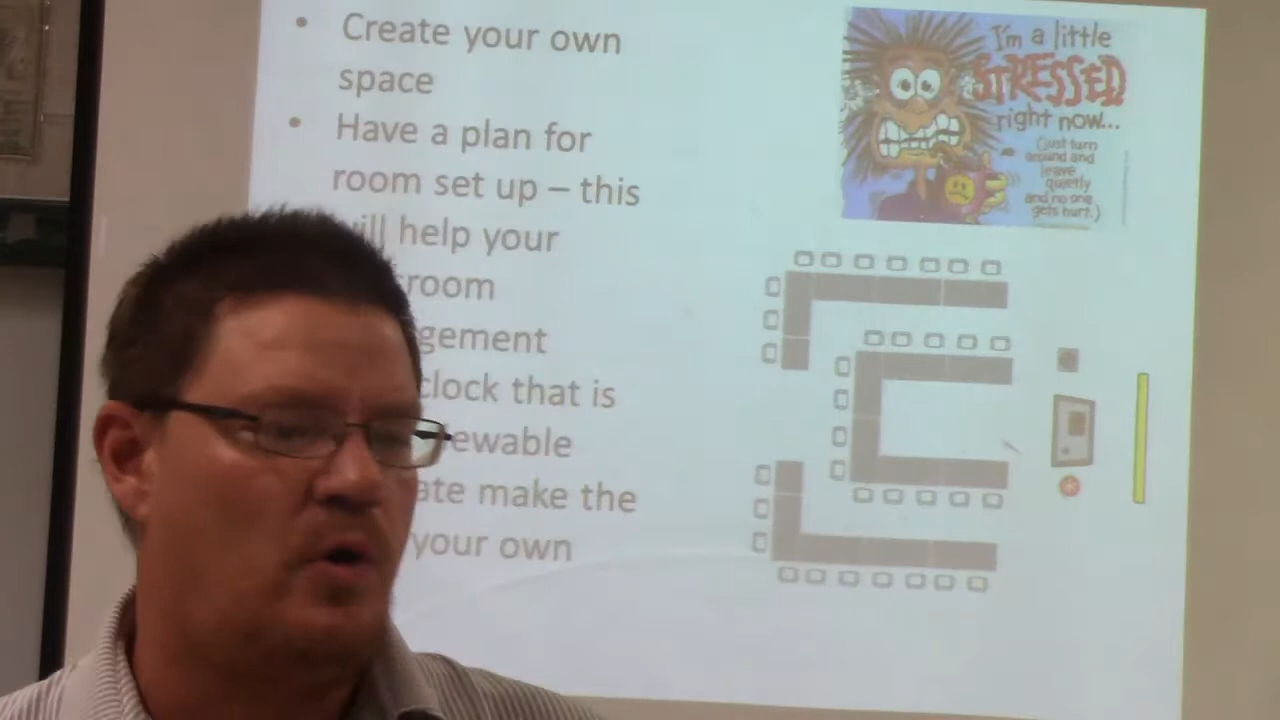 • Create your own
space
• Have a plan for
room set up – this
will help your
room
gement
clock that is
ewable
ate make the
your own
I'm a little
STRESSED
right now...
(just turn
around and
leave
quietly
and no one
gets hurt.)